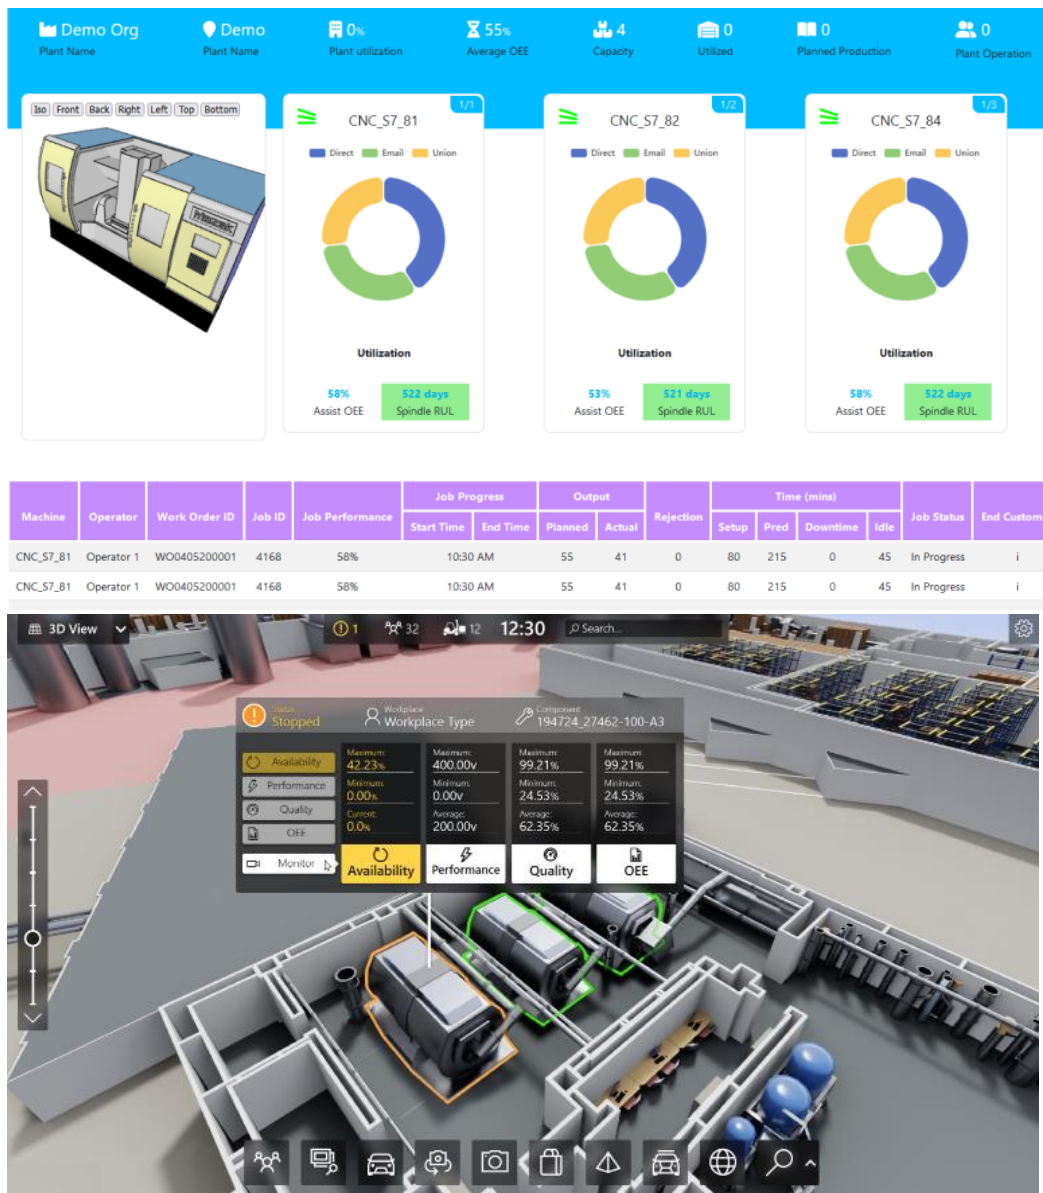 Demo Org
Plant Name
Demo
Plant Name
0%
Plant utilization
55%
Average OEE
4
Capacity
0
Utilized
0
Planned Production
0
Plant Operation
Iso Front Back Right Left Top Bottom
Mazak
1/1
CNC_S7_81
Direct Email Union
Utilization
58%
Assist OEE
522 days
Spindle RUL
1/2
CNC_S7_82
Direct Email Union
Utilization
53%
Assist OEE
521 days
Spindle RUL
1/3
CNC_S7_84
Direct Email Union
Utilization
58%
Assist OEE
522 days
Spindle RUL
Machine Operator Work Order ID Job ID Job Performance Job Progress Output Rejection Time (mins) Job Status End Custom
Start Time End Time Planned Actual Setup Pred Downtime Idle
CNC_S7_81 Operator 1 WO0405200001 4168 58% 10:30 AM 55 41 0 80 215 0 45 In Progress i
CNC_S7_81 Operator 1 WO0405200001 4168 58% 10:30 AM 55 41 0 80 215 0 45 In Progress i
3D View 1 32 12 12:30 Search...
Status
Stopped
Workplace
Workplace Type
Component
194724_27462-100-A3
Availability
Performance
Quality
OEE
Monitor
Maximum:
42.23%
Minimum:
0.00%
Current:
0.0%
Availability
Maximum:
400.00v
Minimum:
0.00v
Average:
200.00v
Performance
Maximum:
99.21%
Minimum:
24.53%
Average:
62.35%
Quality
Maximum:
99.21%
Minimum:
24.53%
Average:
62.35%
OEE